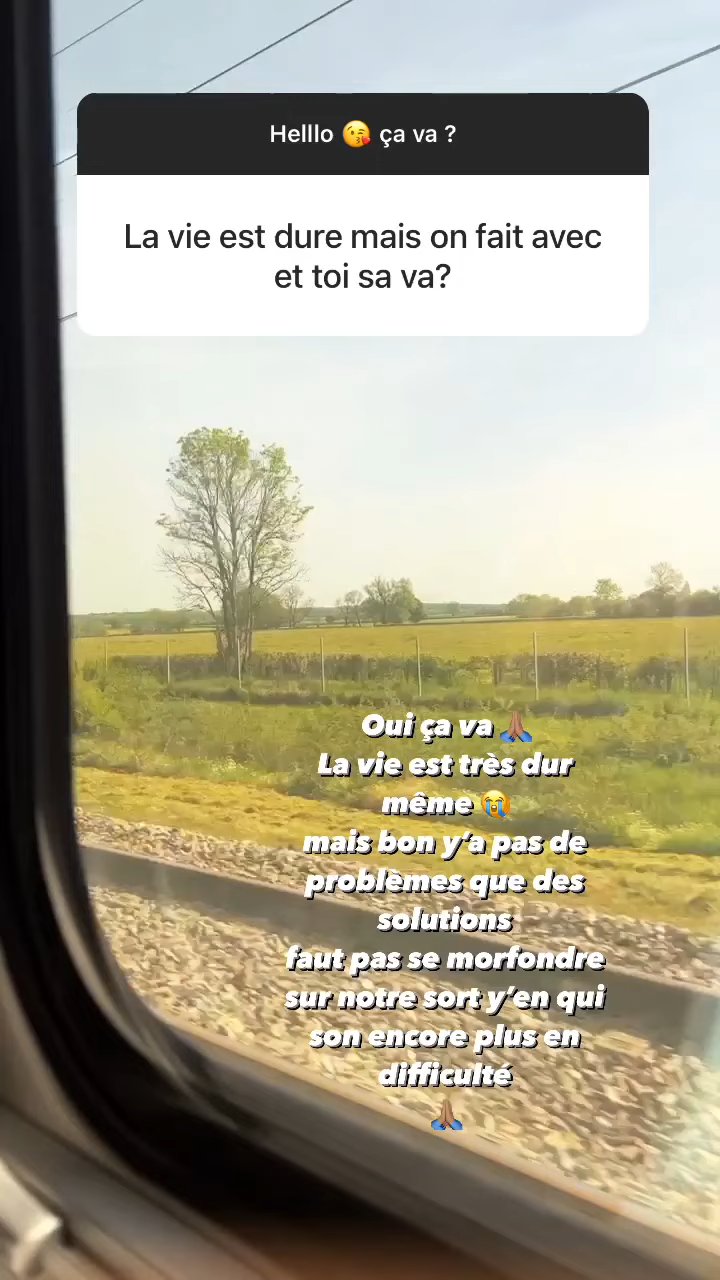 Helllo 😘 ça va ?
La vie est dure mais on fait avec
et toi sa va?
Oui ça va 🙏🏽
La vie est très dur
même 😭
mais bon y'a pas de
problèmes que des
solutions
faut pas se morfondre
sur notre sort y'en qui
son encore plus en
difficulté
🙏🏽